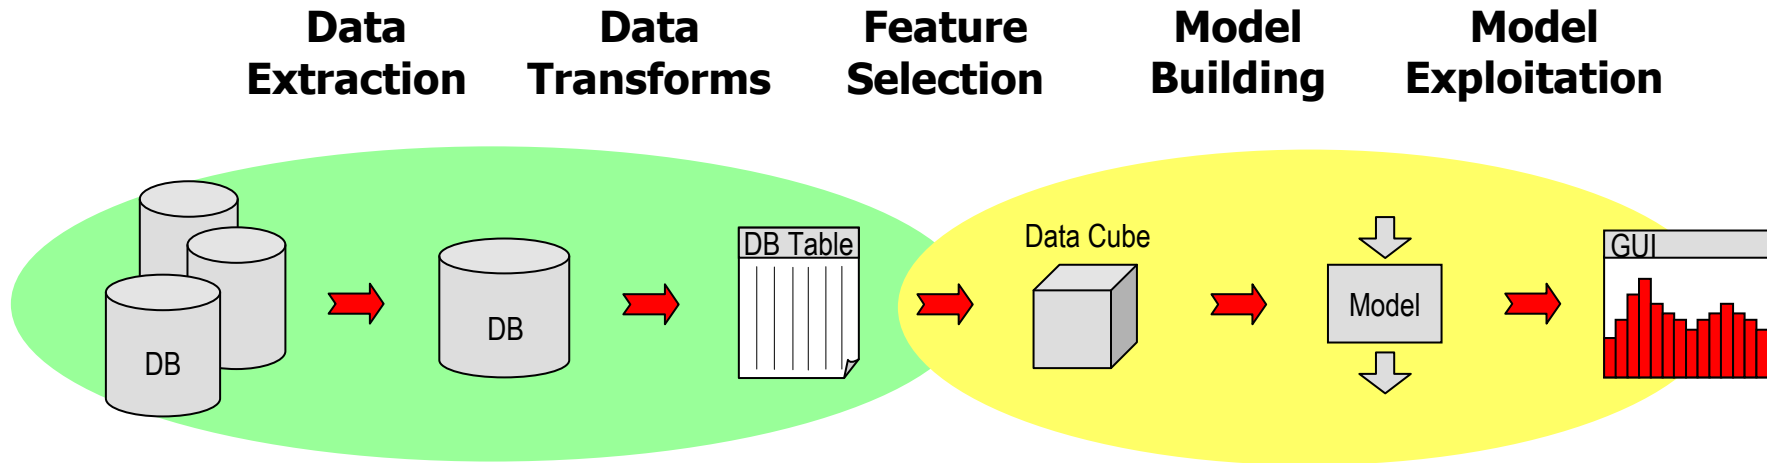 Data Extraction
Data Transforms
Feature Selection
Model Building
Model Exploitation
DB
DB
DB Table
Data Cube
Model
GUI